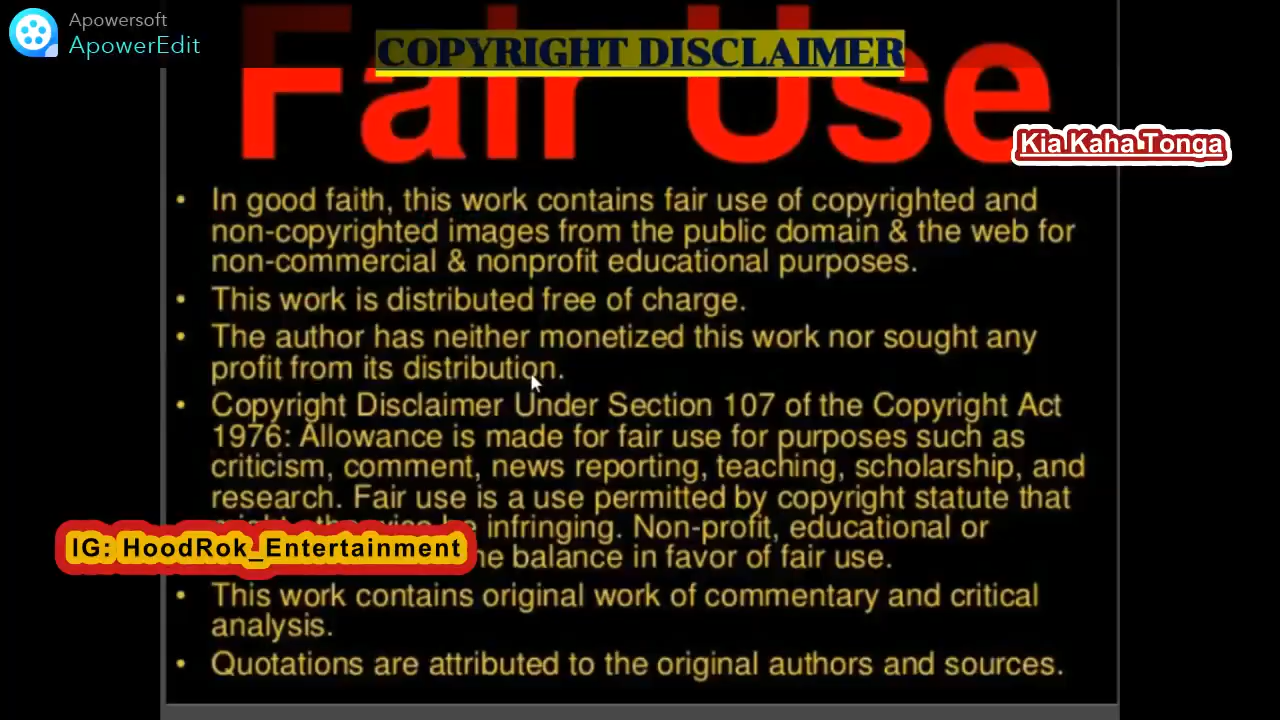 Apowersoft
ApowerEdit
COPYRIGHT DISCLAIMER
Fair Use
Kia Kaha Tonga
• In good faith, this work contains fair use of copyrighted and
non-copyrighted images from the public domain & the web for
non-commercial & nonprofit educational purposes.
• This work is distributed free of charge.
• The author has neither monetized this work nor sought any
profit from its distribution.
• Copyright Disclaimer Under Section 107 of the Copyright Act
1976: Allowance is made for fair use for purposes such as
criticism, comment, news reporting, teaching, scholarship, and
research. Fair use is a use permitted by copyright statute that
infringing. Non-profit, educational or
IG: HoodRok_Entertainment
balance in favor of fair use.
• This work contains original work of commentary and critical
analysis.
• Quotations are attributed to the original authors and sources.